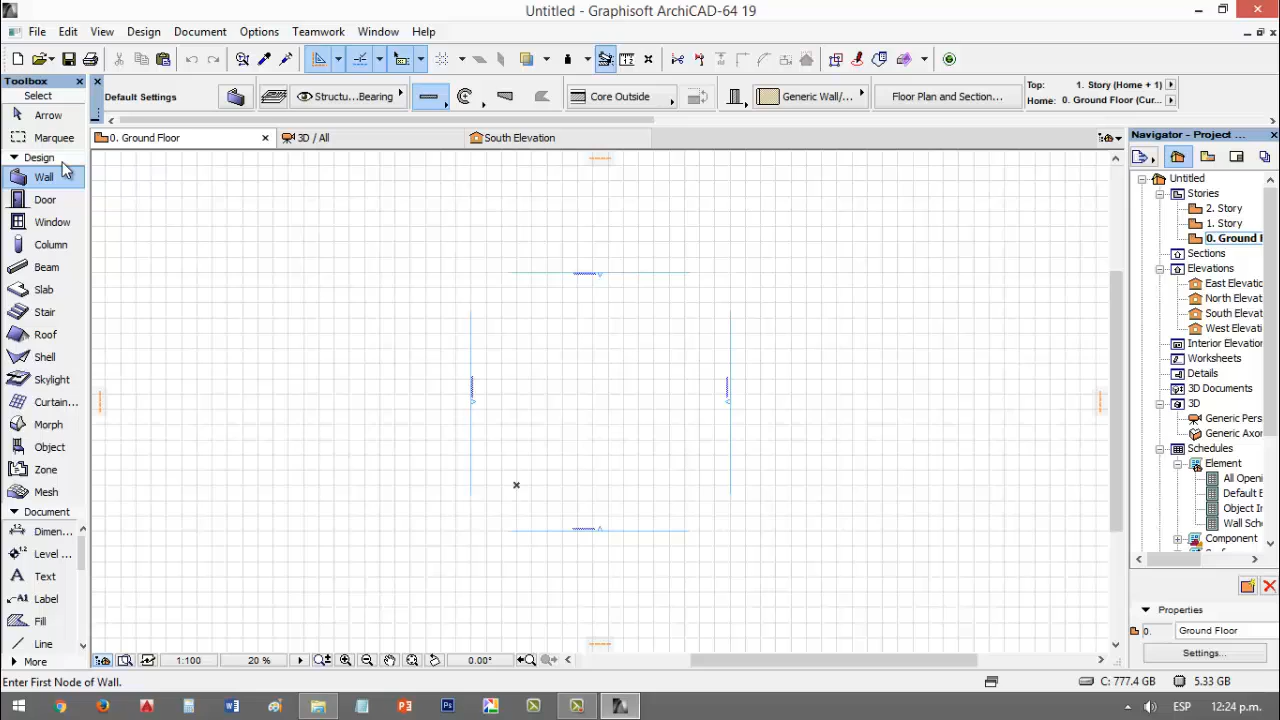 Untitled - Graphisoft ArchiCAD-64 19
File Edit View Design Document Options Teamwork Window Help
Toolbox
Select
Arrow
Marquee
Design
Wall
Door
Window
Column
Beam
Slab
Stair
Roof
Shell
Skylight
Curtain...
Morph
Object
Zone
Mesh
Document
Dimen...
Level ...
Text
Label
Fill
Line
More
Default Settings
Structu...Bearing
Core Outside
Generic Wall/...
Floor Plan and Section...
Top: 1. Story (Home + 1)
Home: 0. Ground Floor (Cur...
0. Ground Floor
3D / All
South Elevation
Navigator - Project ...
Untitled
Stories
2. Story
1. Story
0. Ground
Sections
Elevations
East Elevatio
North Elevat
South Elevat
West Elevati
Interior Elevation
Worksheets
Details
3D Documents
3D
Generic Pers
Generic Axon
Schedules
Element
All Openi
Default E
Object In
Wall Sch
Component
Properties
0. Ground Floor
Settings...
1:100
20 %
0.00°
Enter First Node of Wall.
C: 777.4 GB
5.33 GB
ESP
12:24 p.m.